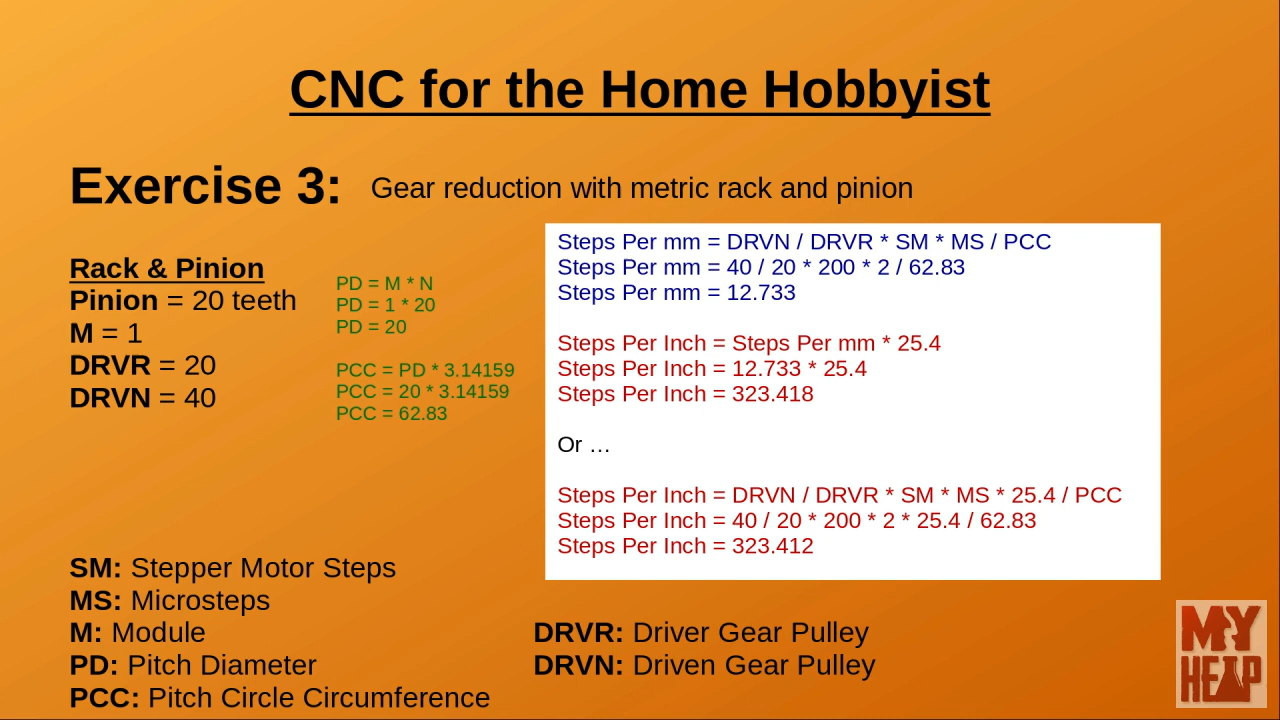 CNC for the Home Hobbyist
Exercise 3: Gear reduction with metric rack and pinion
Rack & Pinion
Pinion = 20 teeth
M = 1
DRVR = 20
DRVN = 40
PD = M * N
PD = 1 * 20
PD = 20
PCC = PD * 3.14159
PCC = 20 * 3.14159
PCC = 62.83
Steps Per mm = DRVN / DRVR * SM * MS / PCC
Steps Per mm = 40 / 20 * 200 * 2 / 62.83
Steps Per mm = 12.733
Steps Per Inch = Steps Per mm * 25.4
Steps Per Inch = 12.733 * 25.4
Steps Per Inch = 323.418
Or …
Steps Per Inch = DRVN / DRVR * SM * MS * 25.4 / PCC
Steps Per Inch = 40 / 20 * 200 * 2 * 25.4 / 62.83
Steps Per Inch = 323.412
SM: Stepper Motor Steps
MS: Microsteps
M: Module
PD: Pitch Diameter
PCC: Pitch Circle Circumference
DRVR: Driver Gear Pulley
DRVN: Driven Gear Pulley
MY
HEAP